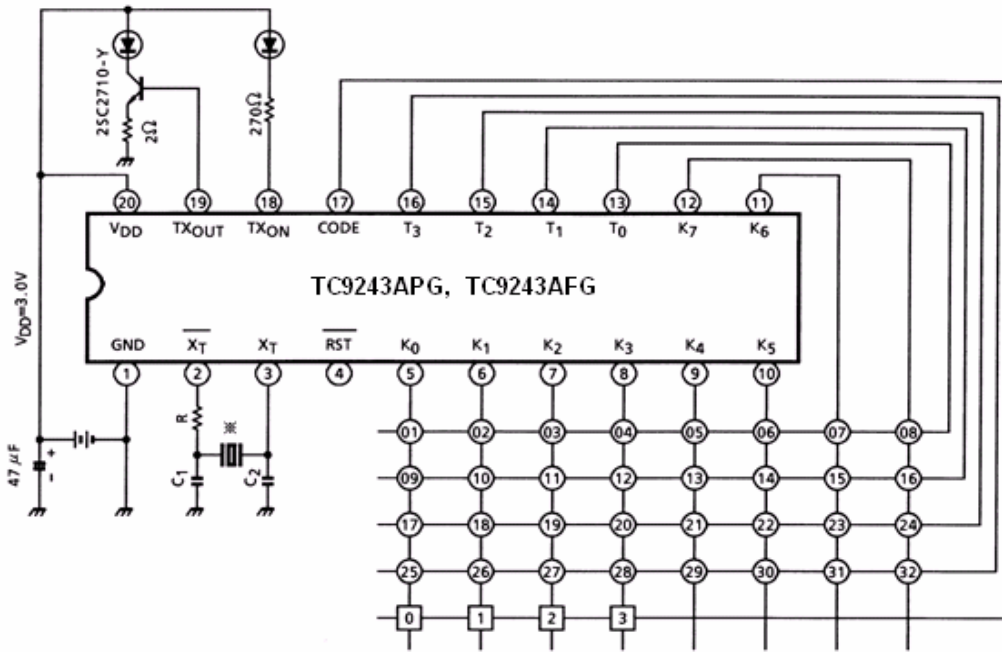 2SC2710-Y
2Ω
270Ω
20 19 18 17 16 15 14 13 12 11
VDD TXOUT TXON CODE T3 T2 T1 T0 K7 K6
TC9243APG, TC9243AFG
VDD=3.0V
GND XT XT RST K0 K1 K2 K3 K4 K5
1 2 3 4 5 6 7 8 9 10
R ※
47μF + -
C1 C2
01 02 03 04 05 06 07 08
09 10 11 12 13 14 15 16
17 18 19 20 21 22 23 24
25 26 27 28 29 30 31 32
0 1 2 3